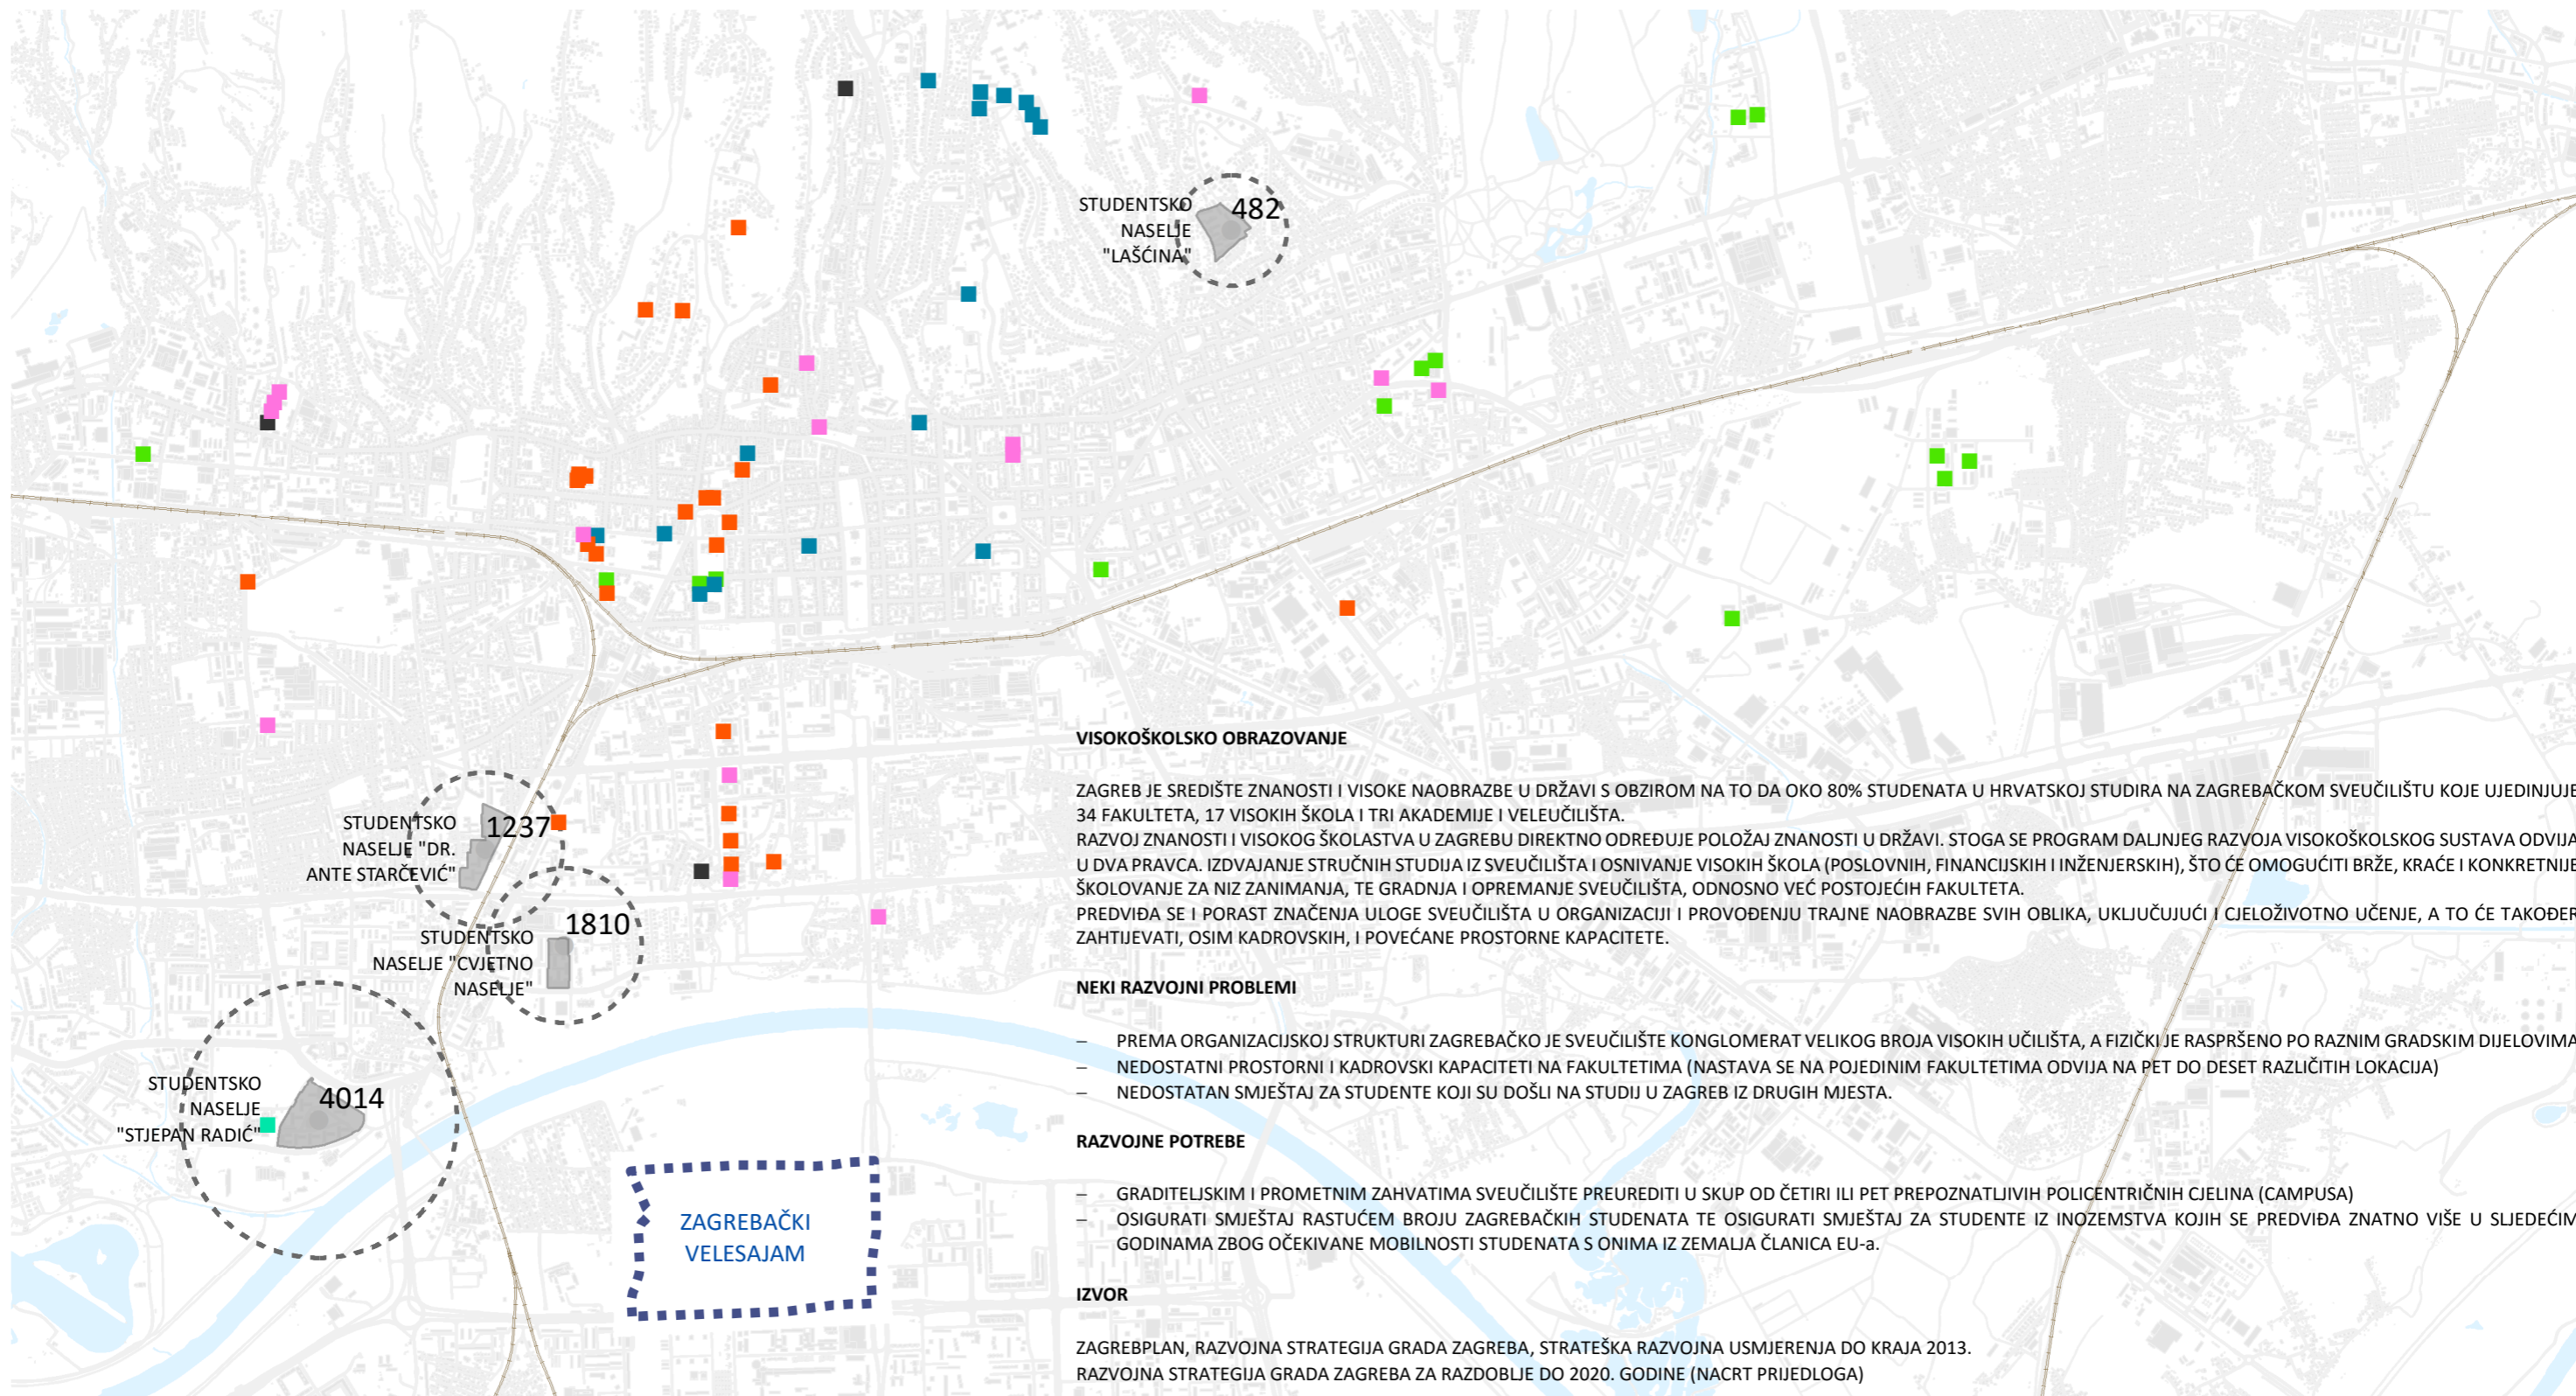 STUDENTSKO
NASELJE
"LAŠĆINA"
482
STUDENTSKO
NASELJE "DR.
ANTE STARČEVIĆ"
1237
STUDENTSKO
NASELJE "CVJETNO
NASELJE"
1810
STUDENTSKO
NASELJE
"STJEPAN RADIĆ"
4014
ZAGREBAČKI
VELESAJAM
VISOKOŠKOLSKO OBRAZOVANJE
ZAGREB JE SREDIŠTE ZNANOSTI I VISOKE NAOBRAZBE U DRŽAVI S OBZIROM NA TO DA OKO 80% STUDENATA U HRVATSKOJ STUDIRA NA ZAGREBAČKOM SVEUČILIŠTU KOJE UJEDINJUJE
34 FAKULTETA, 17 VISOKIH ŠKOLA I TRI AKADEMIJE I VELEUČILIŠTA.
RAZVOJ ZNANOSTI I VISOKOG ŠKOLASTVA U ZAGREBU DIREKTNO ODREĐUJE POLOŽAJ ZNANOSTI U DRŽAVI. STOGA SE PROGRAM DALJNJEG RAZVOJA VISOKOŠKOLSKOG SUSTAVA ODVIJA
U DVA PRAVCA. IZDVAJANJE STRUČNIH STUDIJA IZ SVEUČILIŠTA I OSNIVANJE VISOKIH ŠKOLA (POSLOVNIH, FINANCIJSKIH I INŽENJERSKIH), ŠTO ĆE OMOGUĆITI BRŽE, KRAĆE I KONKRETNIJE
ŠKOLOVANJE ZA NIZ ZANIMANJA, TE GRADNJA I OPREMANJE SVEUČILIŠTA, ODNOSNO VEĆ POSTOJEĆIH FAKULTETA.
PREDVIĐA SE I PORAST ZNAČENJA ULOGE SVEUČILIŠTA U ORGANIZACIJI I PROVOĐENJU TRAJNE NAOBRAZBE SVIH OBLIKA, UKLJUČUJUĆI I CJELOŽIVOTNO UČENJE, A TO ĆE TAKOĐER
ZAHTIJEVATI, OSIM KADROVSKIH, I POVEĆANE PROSTORNE KAPACITETE.
NEKI RAZVOJNI PROBLEMI
– PREMA ORGANIZACIJSKOJ STRUKTURI ZAGREBAČKO JE SVEUČILIŠTE KONGLOMERAT VELIKOG BROJA VISOKIH UČILIŠTA, A FIZIČKI JE RASPRŠENO PO RAZNIM GRADSKIM DIJELOVIMA
– NEDOSTATNI PROSTORNI I KADROVSKI KAPACITETI NA FAKULTETIMA (NASTAVA SE NA POJEDINIM FAKULTETIMA ODVIJA NA PET DO DESET RAZLIČITIH LOKACIJA)
– NEDOSTATAN SMJEŠTAJ ZA STUDENTE KOJI SU DOŠLI NA STUDIJ U ZAGREB IZ DRUGIH MJESTA.
RAZVOJNE POTREBE
– GRADITELJSKIM I PROMETNIM ZAHVATIMA SVEUČILIŠTE PREUREDITI U SKUP OD ČETIRI ILI PET PREPOZNATLJIVIH POLICENTRIČNIH CJELINA (CAMPUSA)
– OSIGURATI SMJEŠTAJ RASTUĆEM BROJU ZAGREBAČKIH STUDENATA TE OSIGURATI SMJEŠTAJ ZA STUDENTE IZ INOZEMSTVA KOJIH SE PREDVIĐA ZNATNO VIŠE U SLJEDEĆIM
GODINAMA ZBOG OČEKIVANE MOBILNOSTI STUDENATA S ONIMA IZ ZEMALJA ČLANICA EU-a.
IZVOR
ZAGREBPLAN, RAZVOJNA STRATEGIJA GRADA ZAGREBA, STRATEŠKA RAZVOJNA USMJERENJA DO KRAJA 2013.
RAZVOJNA STRATEGIJA GRADA ZAGREBA ZA RAZDOBLJE DO 2020. GODINE (NACRT PRIJEDLOGA)